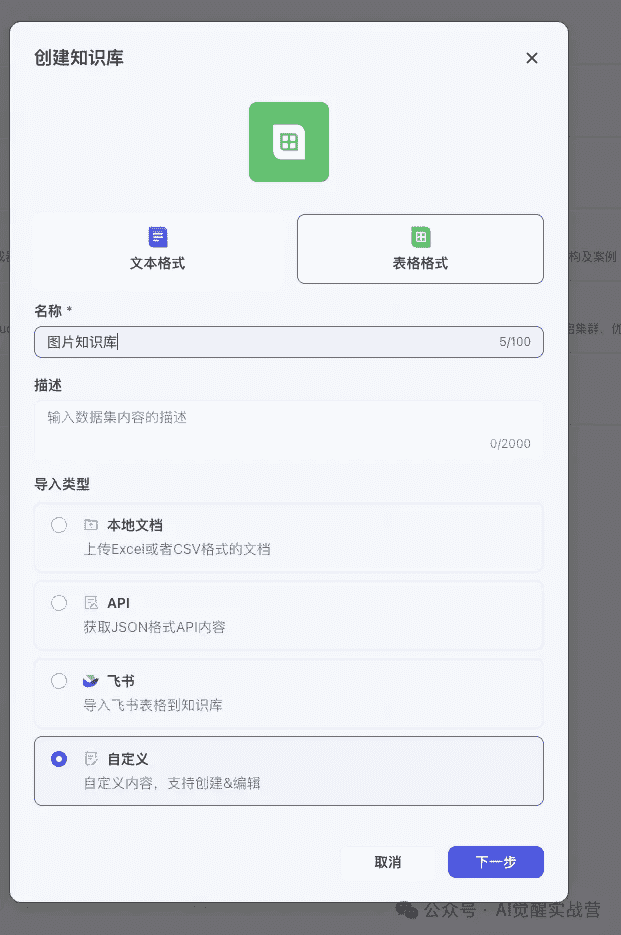 创建知识库
文本格式
表格格式
名称 *
图片知识库
5/100
描述
输入数据集内容的描述
0/2000
导入类型
本地文档
上传Excel或者CSV格式的文档
API
获取JSON格式API内容
飞书
导入飞书表格到知识库
自定义
自定义内容，支持创建&编辑
取消
下一步
构及案例
公众号 · AI觉醒实战营